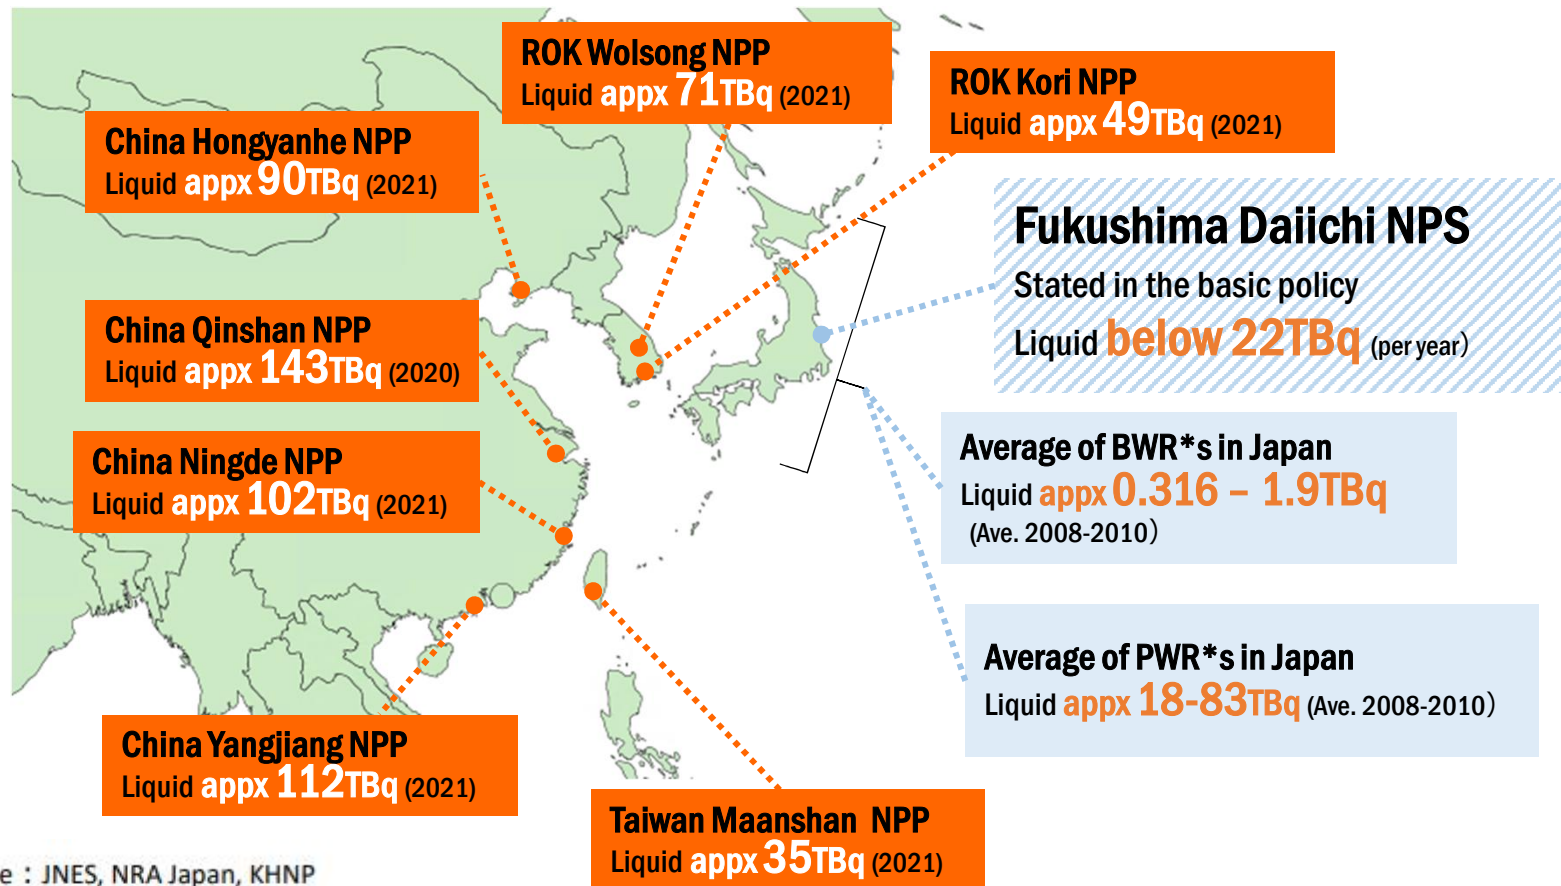 ROK Wolsong NPP
Liquid appx 71TBq (2021)
ROK Kori NPP
Liquid appx 49TBq (2021)
China Hongyanhe NPP
Liquid appx 90TBq (2021)
Fukushima Daiichi NPS
Stated in the basic policy
Liquid below 22TBq (per year）
China Qinshan NPP
Liquid appx 143TBq (2020)
China Ningde NPP
Liquid appx 102TBq (2021)
Average of BWR*s in Japan
Liquid appx 0.316 – 1.9TBq
(Ave. 2008-2010）
Average of PWR*s in Japan
Liquid appx 18-83TBq (Ave. 2008-2010）
China Yangjiang NPP
Liquid appx 112TBq (2021)
Taiwan Maanshan NPP
Liquid appx 35TBq (2021)
e：JNES, NRA Japan, KHNP